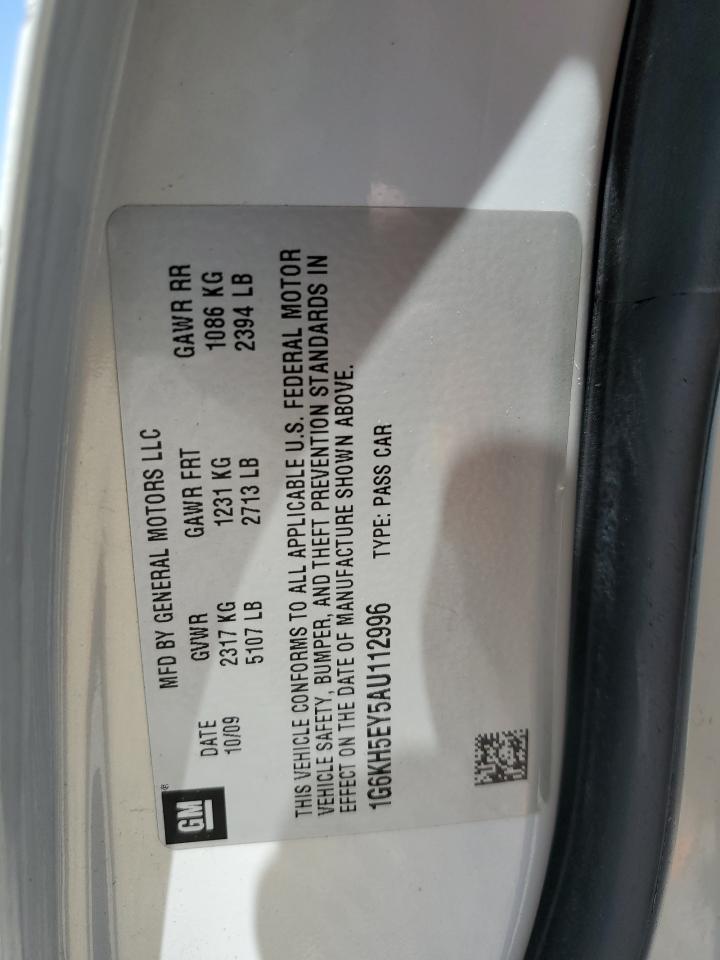 GM®
MFD BY GENERAL MOTORS LLC
DATE GVWR GAWR FRT GAWR RR
10/09 2317 KG 1231 KG 1086 KG
5107 LB 2713 LB 2394 LB
THIS VEHICLE CONFORMS TO ALL APPLICABLE U.S. FEDERAL MOTOR
VEHICLE SAFETY, BUMPER, AND THEFT PREVENTION STANDARDS IN
EFFECT ON THE DATE OF MANUFACTURE SHOWN ABOVE.
1G6KH5EY5AU112996 TYPE: PASS CAR